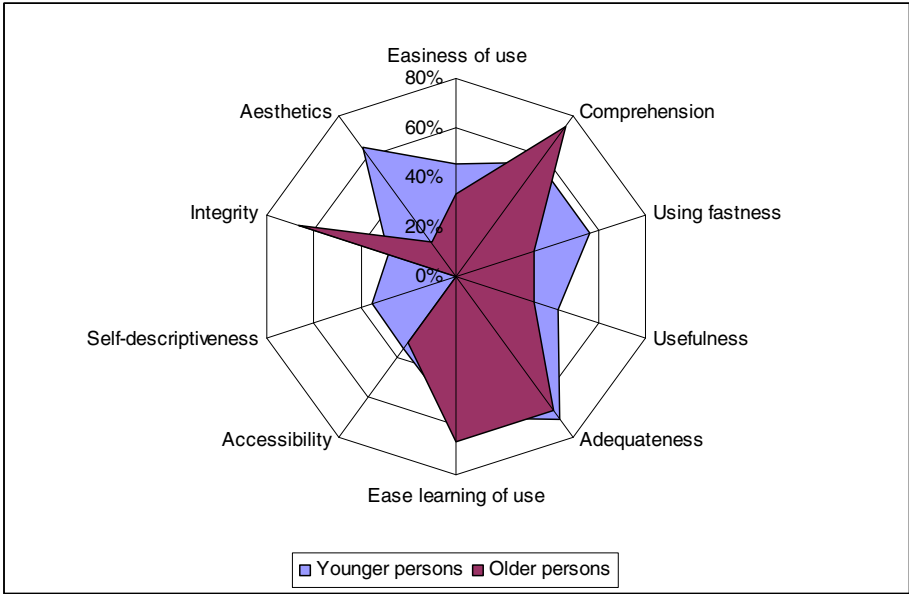 Easiness of use
80%
Aesthetics
Comprehension
60%
40%
Integrity
Using fastness
20%
0%
Self-descriptiveness
Usefulness
Accessibility
Adequateness
Ease learning of use
Younger persons Older persons